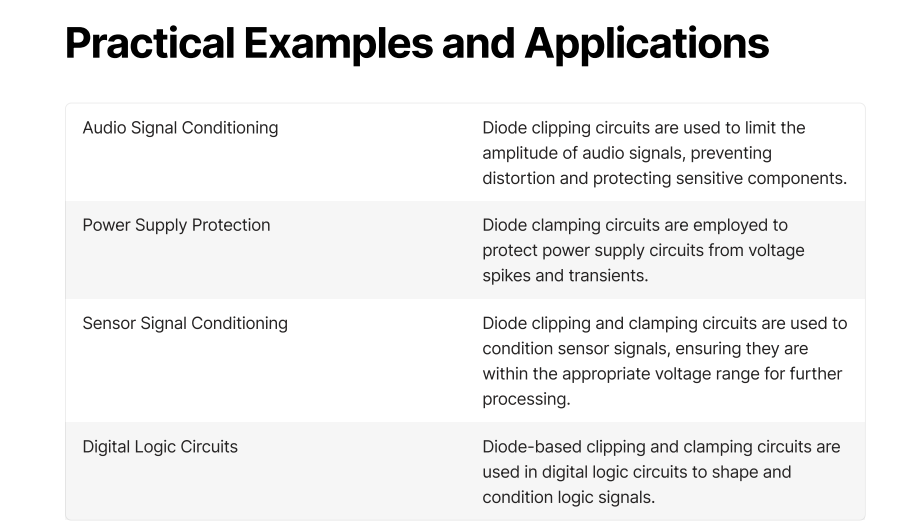 Practical Examples and Applications
Audio Signal Conditioning
Diode clipping circuits are used to limit the
amplitude of audio signals, preventing
distortion and protecting sensitive components.
Power Supply Protection
Diode clamping circuits are employed to
protect power supply circuits from voltage
spikes and transients.
Sensor Signal Conditioning
Diode clipping and clamping circuits are used to
condition sensor signals, ensuring they are
within the appropriate voltage range for further
processing.
Digital Logic Circuits
Diode-based clipping and clamping circuits are
used in digital logic circuits to shape and
condition logic signals.